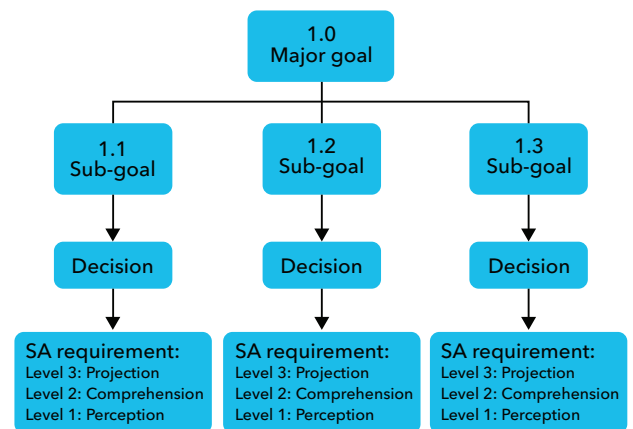 1.0
Major goal
1.1
Sub-goal
1.2
Sub-goal
1.3
Sub-goal
Decision
Decision
Decision
SA requirement:
Level 3: Projection
Level 2: Comprehension
Level 1: Perception
SA requirement:
Level 3: Projection
Level 2: Comprehension
Level 1: Perception
SA requirement:
Level 3: Projection
Level 2: Comprehension
Level 1: Perception